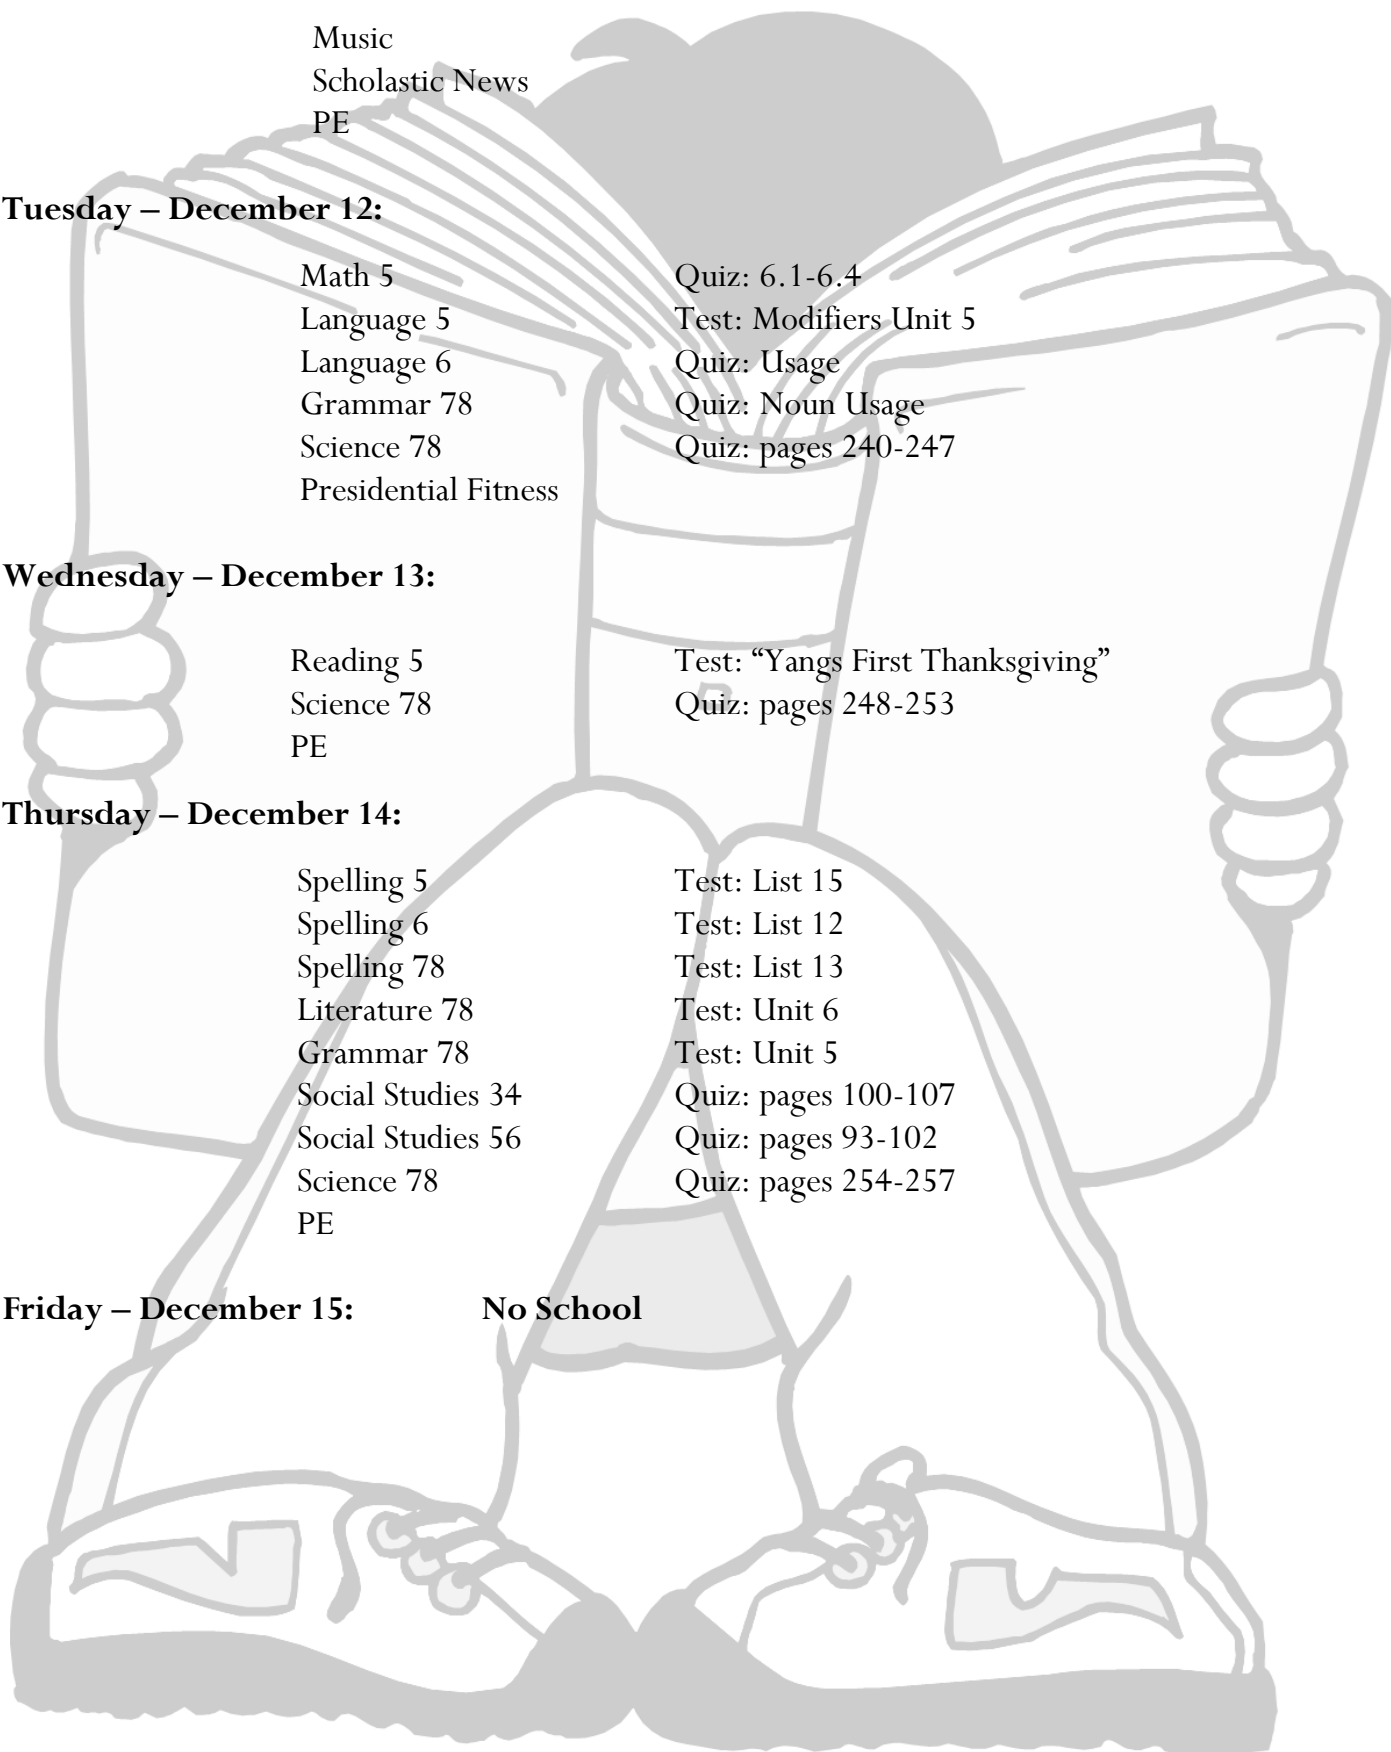 Music
Scholastic News
PE
Tuesday – December 12:
Math 5 Quiz: 6.1-6.4
Language 5 Test: Modifiers Unit 5
Language 6 Quiz: Usage
Grammar 78 Quiz: Noun Usage
Science 78 Quiz: pages 240-247
Presidential Fitness
Wednesday – December 13:
Reading 5 Test: “Yangs First Thanksgiving”
Science 78 Quiz: pages 248-253
PE
Thursday – December 14:
Spelling 5 Test: List 15
Spelling 6 Test: List 12
Spelling 78 Test: List 13
Literature 78 Test: Unit 6
Grammar 78 Test: Unit 5
Social Studies 34 Quiz: pages 100-107
Social Studies 56 Quiz: pages 93-102
Science 78 Quiz: pages 254-257
PE
Friday – December 15: No School